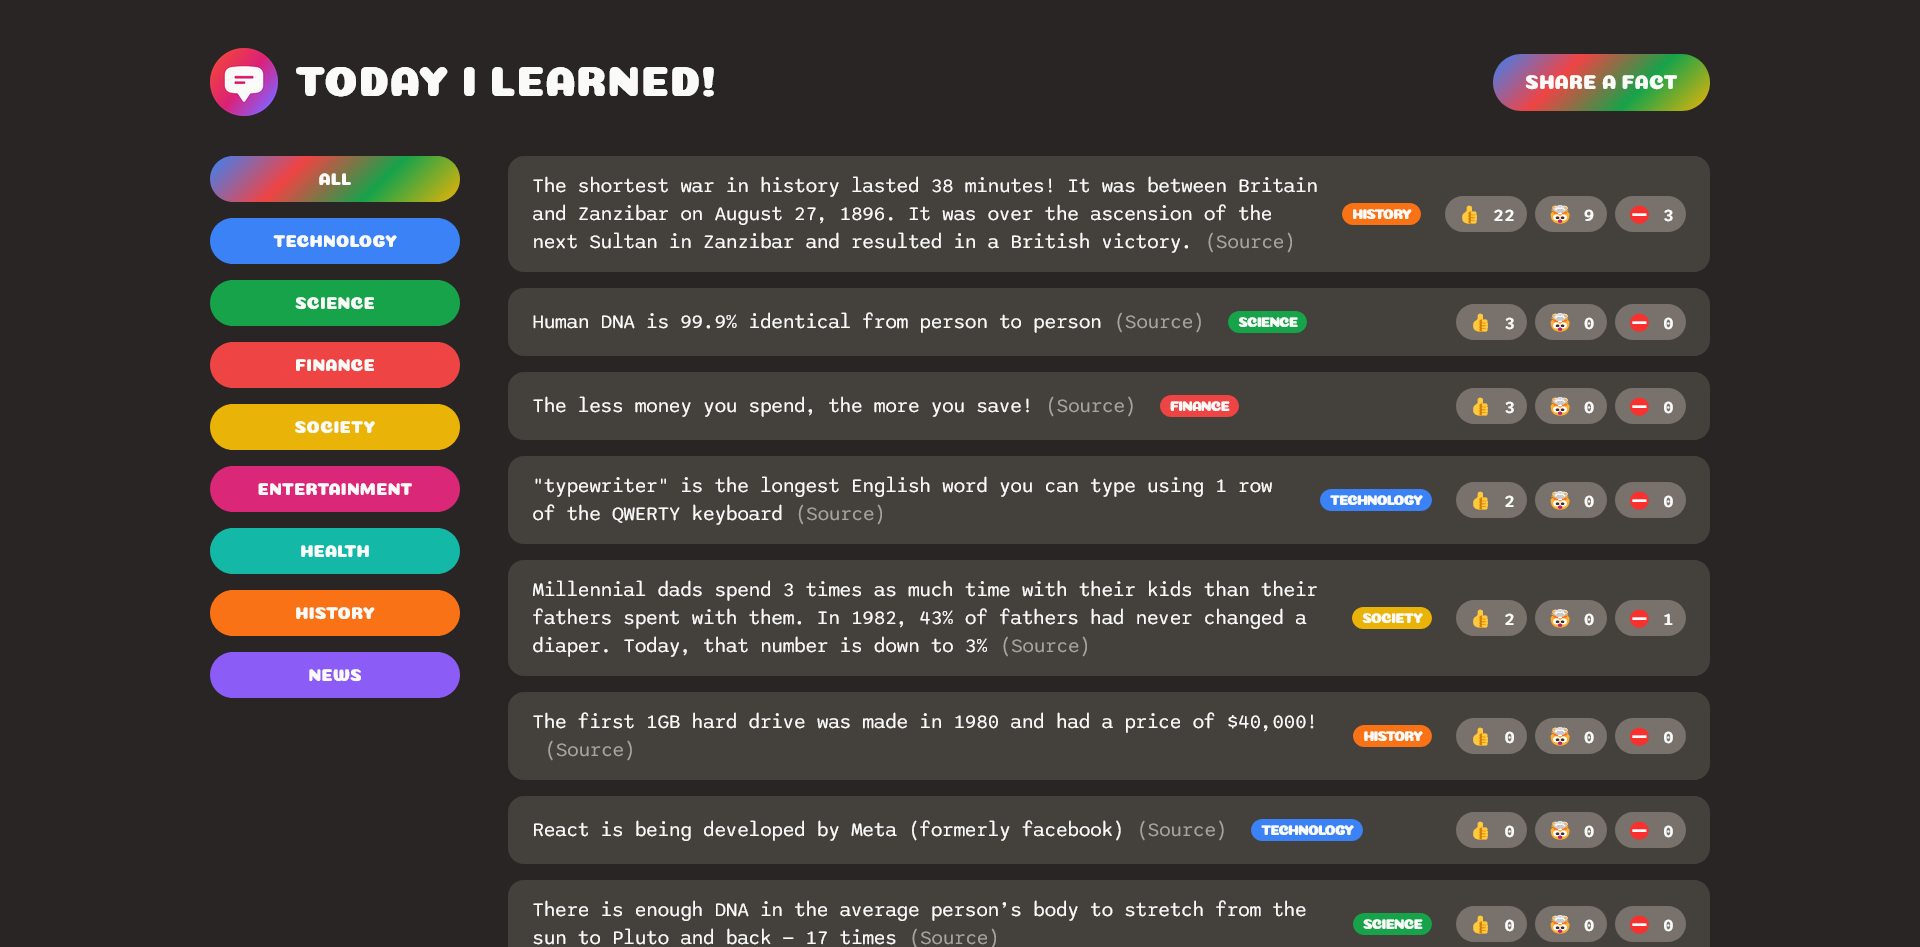 TODAY I LEARNED!
SHARE A FACT
ALL
TECHNOLOGY
SCIENCE
FINANCE
SOCIETY
ENTERTAINMENT
HEALTH
HISTORY
NEWS
The shortest war in history lasted 38 minutes! It was between Britain
and Zanzibar on August 27, 1896. It was over the ascension of the
next Sultan in Zanzibar and resulted in a British victory. (Source)
HISTORY
👍 22 🤯 9 ⛔ 3
Human DNA is 99.9% identical from person to person (Source)
SCIENCE
👍 3 🤯 0 ⛔ 0
The less money you spend, the more you save! (Source)
FINANCE
👍 3 🤯 0 ⛔ 0
"typewriter" is the longest English word you can type using 1 row
of the QWERTY keyboard (Source)
TECHNOLOGY
👍 2 🤯 0 ⛔ 0
Millennial dads spend 3 times as much time with their kids than their
fathers spent with them. In 1982, 43% of fathers had never changed a
diaper. Today, that number is down to 3% (Source)
SOCIETY
👍 2 🤯 0 ⛔ 1
The first 1GB hard drive was made in 1980 and had a price of $40,000!
(Source)
HISTORY
👍 0 🤯 0 ⛔ 0
React is being developed by Meta (formerly facebook) (Source)
TECHNOLOGY
👍 0 🤯 0 ⛔ 0
There is enough DNA in the average person’s body to stretch from the
sun to Pluto and back — 17 times (Source)
SCIENCE
👍 0 🤯 0 ⛔ 0